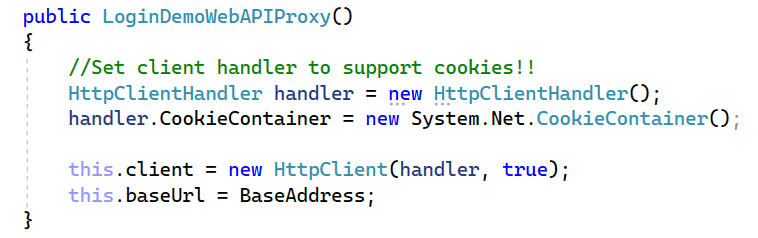 public LoginDemoWebAPIProxy()
{
//Set client handler to support cookies!!
HttpClientHandler handler = new HttpClientHandler();
handler.CookieContainer = new System.Net.CookieContainer();
this.client = new HttpClient(handler, true);
this.baseUrl = BaseAddress;
}